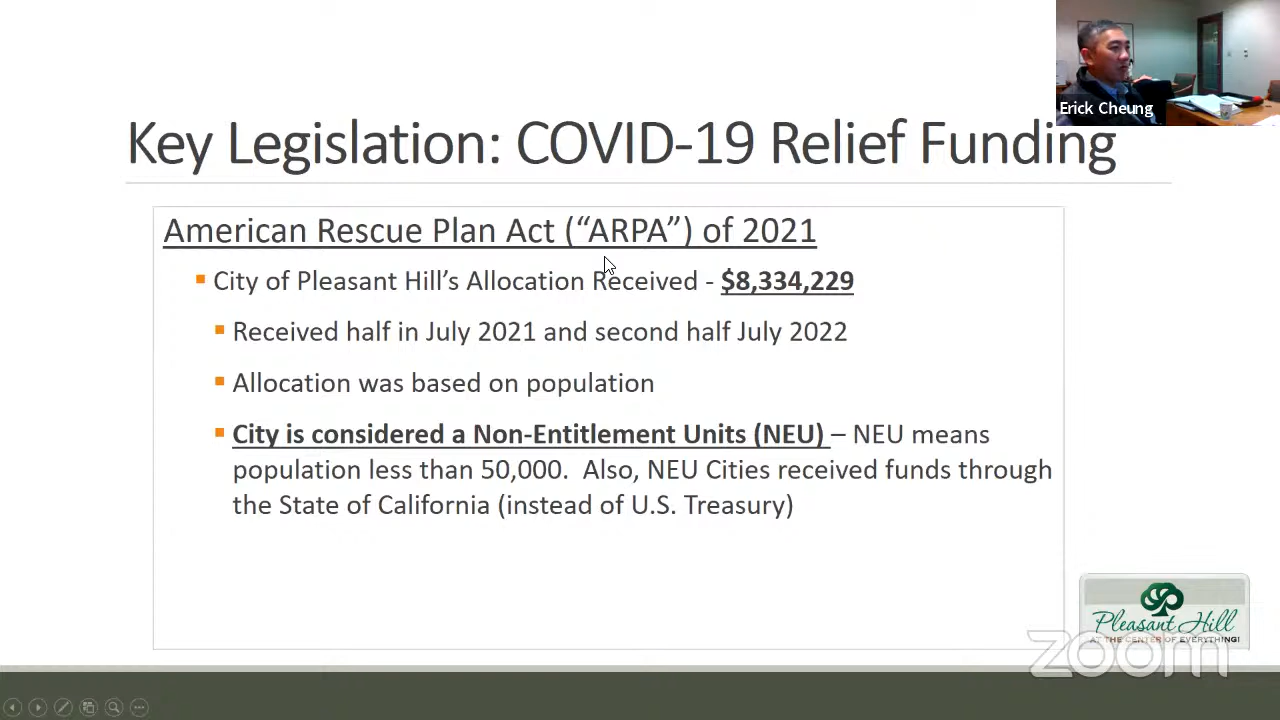 Erick Cheung
Key Legislation: COVID-19 Relief Funding
American Rescue Plan Act (“ARPA”) of 2021
City of Pleasant Hill’s Allocation Received - $8,334,229
Received half in July 2021 and second half July 2022
Allocation was based on population
City is considered a Non-Entitlement Units (NEU) – NEU means
population less than 50,000.  Also, NEU Cities received funds through
the State of California (instead of U.S. Treasury)
Pleasant Hill
AT THE CENTER OF EVERYTHING!
zoom